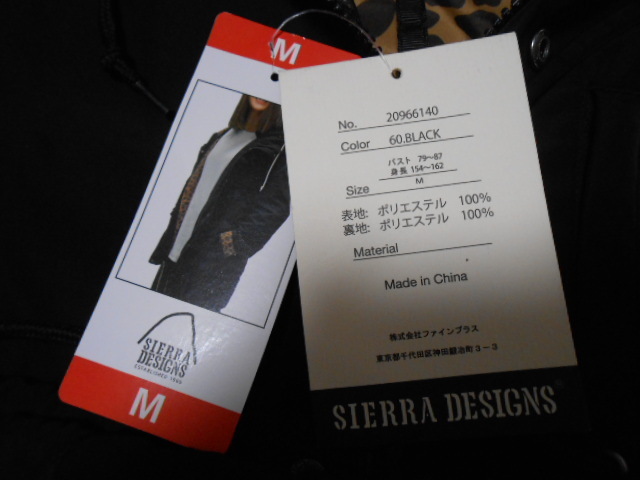 M
SIERRA
DESIGNS
ESTABLISHED 1965
M
No. 20966140
Color 60.BLACK
バスト 79～87
身長 154～162
Size M
表地: ポリエステル 100%
裏地: ポリエステル 100%
Material
Made in China
株式会社ファインプラス
東京都千代田区神田鍛冶町3－3
SIERRA DESIGNS